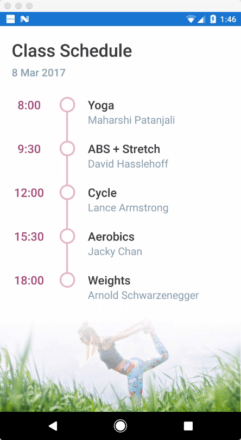 1:46
Class Schedule
8 Mar 2017
8:00
Yoga
Maharshi Patanjali
9:30
ABS + Stretch
David Hasslehoff
12:00
Cycle
Lance Armstrong
15:30
Aerobics
Jacky Chan
18:00
Weights
Arnold Schwarzenegger